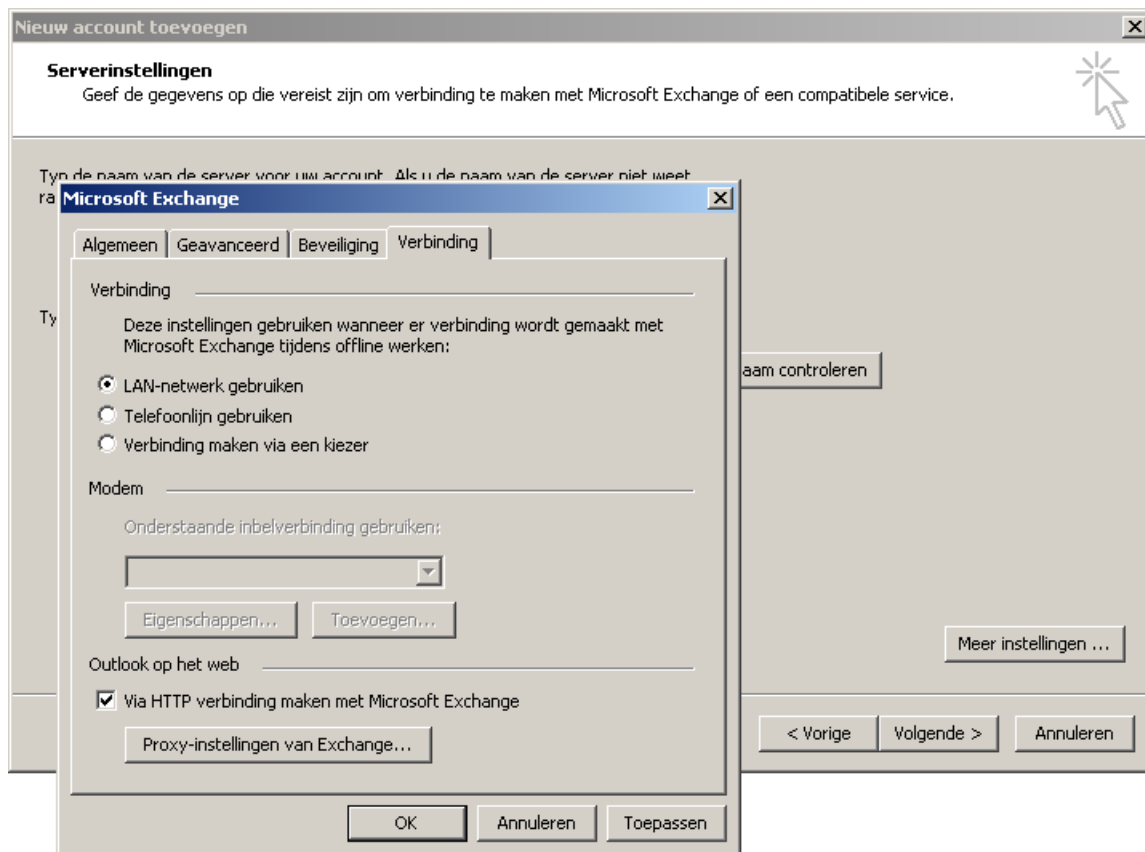 Nieuw account toevoegen
Serverinstellingen
Geef de gegevens op die vereist zijn om verbinding te maken met Microsoft Exchange of een compatibele service.
Typ de naam van de server voor uw account. Als u de naam van de server niet weet,
ra
Microsoft Exchange
Algemeen Geavanceerd Beveiliging Verbinding
Verbinding
Ty
Deze instellingen gebruiken wanneer er verbinding wordt gemaakt met
Microsoft Exchange tijdens offline werken:
aam controleren
LAN-netwerk gebruiken
Telefoonlijn gebruiken
Verbinding maken via een kiezer
Modem
Onderstaande inbelverbinding gebruiken:
Eigenschappen... Toevoegen...
Meer instellingen ...
Outlook op het web
Via HTTP verbinding maken met Microsoft Exchange
Proxy-instellingen van Exchange...
< Vorige Volgende > Annuleren
OK Annuleren Toepassen